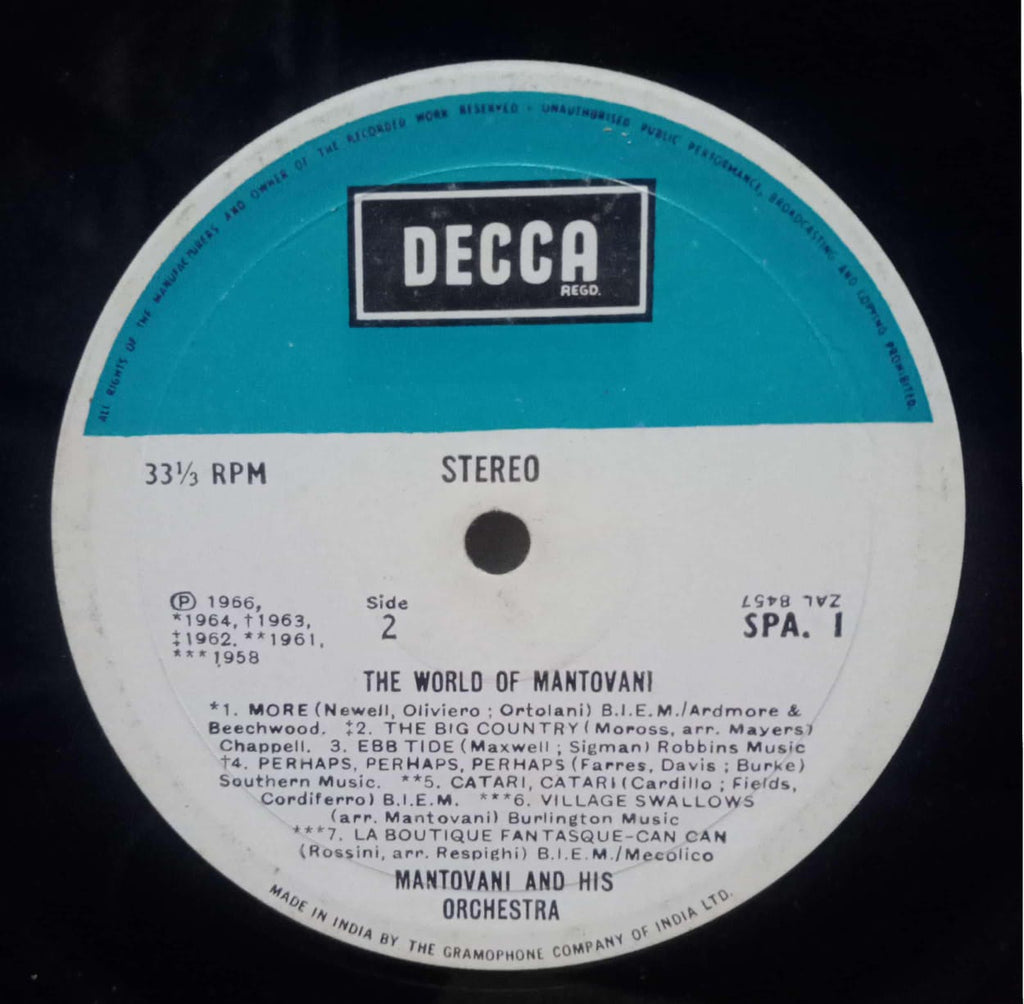 ALL RIGHTS OF THE MANUFACTURERS AND OWNER OF THE RECORDED WORK RESERVED - UNAUTHORISED PUBLIC PERFORMANCE, BROADCASTING AND COPYING PROHIBITED.
DECCA
REGD.
33⅓ RPM
STEREO
Ⓟ 1966,
*1964, †1963,
‡1962, **1961,
***1958
Side
2
ZAL 8457
SPA. 1
THE WORLD OF MANTOVANI
*1. MORE (Newell, Oliviero ; Ortolani) B.I.E.M./Ardmore &
Beechwood. ‡2. THE BIG COUNTRY (Moross, arr. Mayers)
Chappell. 3. EBB TIDE (Maxwell ; Sigman) Robbins Music
†4. PERHAPS, PERHAPS, PERHAPS (Farres, Davis ; Burke)
Southern Music. **5. CATARI, CATARI (Cardillo ; Fields,
Cordiferro) B.I.E.M. ***6. VILLAGE SWALLOWS
(arr. Mantovani) Burlington Music
***7. LA BOUTIQUE FANTASQUE-CAN CAN
(Rossini, arr. Respighi) B.I.E.M./Mecolico
MANTOVANI AND HIS
ORCHESTRA
MADE IN INDIA BY THE GRAMOPHONE COMPANY OF INDIA LTD.